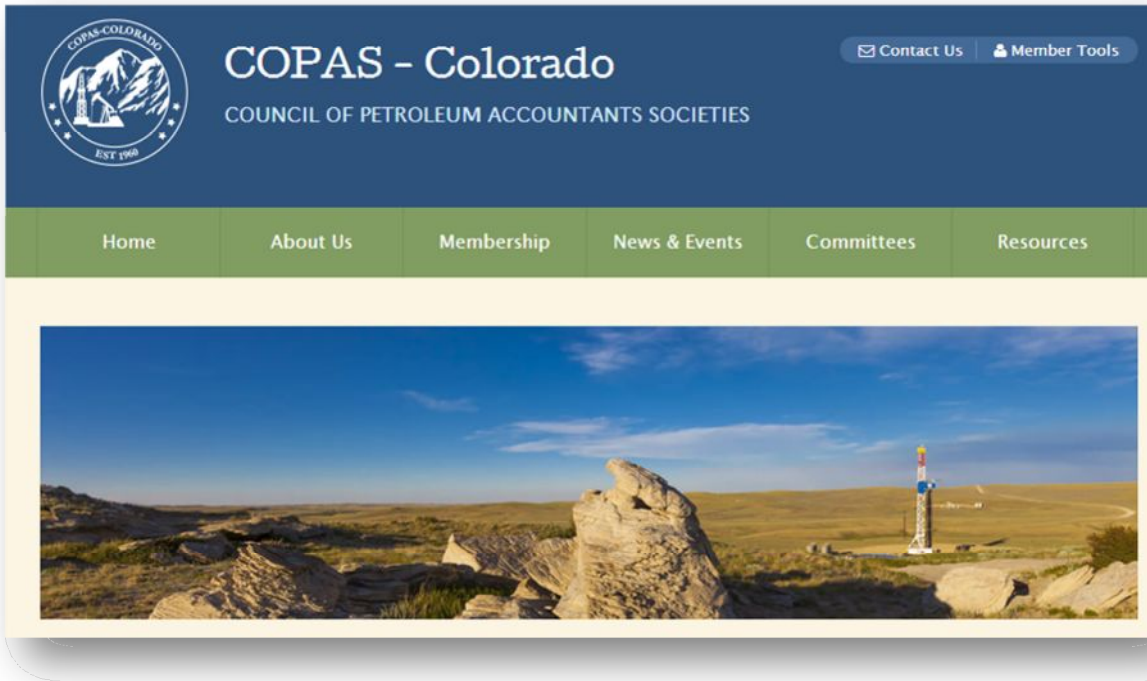 COPAS-COLORADO
EST 1960
COPAS - Colorado
COUNCIL OF PETROLEUM ACCOUNTANTS SOCIETIES
Contact Us
Member Tools
Home
About Us
Membership
News & Events
Committees
Resources